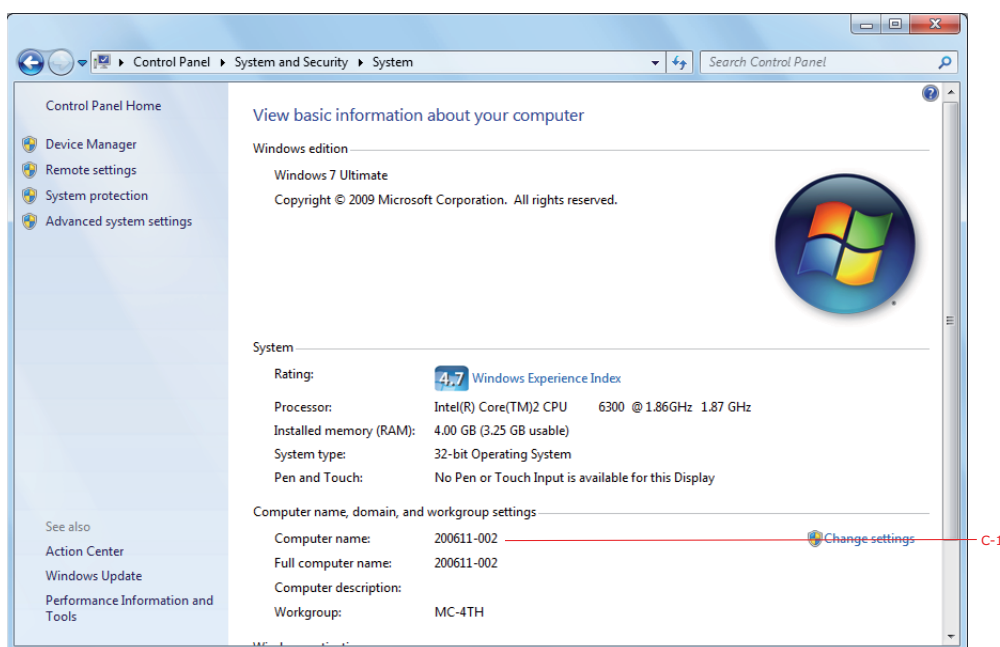 Control Panel ▸ System and Security ▸ System
Search Control Panel
Control Panel Home
Device Manager
Remote settings
System protection
Advanced system settings
See also
Action Center
Windows Update
Performance Information and
Tools
View basic information about your computer
Windows edition
Windows 7 Ultimate
Copyright © 2009 Microsoft Corporation. All rights reserved.
System
Rating:
4.7 Windows Experience Index
Processor: Intel(R) Core(TM)2 CPU 6300 @ 1.86GHz 1.87 GHz
Installed memory (RAM): 4.00 GB (3.25 GB usable)
System type: 32-bit Operating System
Pen and Touch: No Pen or Touch Input is available for this Display
Computer name, domain, and workgroup settings
Computer name: 200611-002
Change settings
C-1
Full computer name: 200611-002
Computer description:
Workgroup: MC-4TH